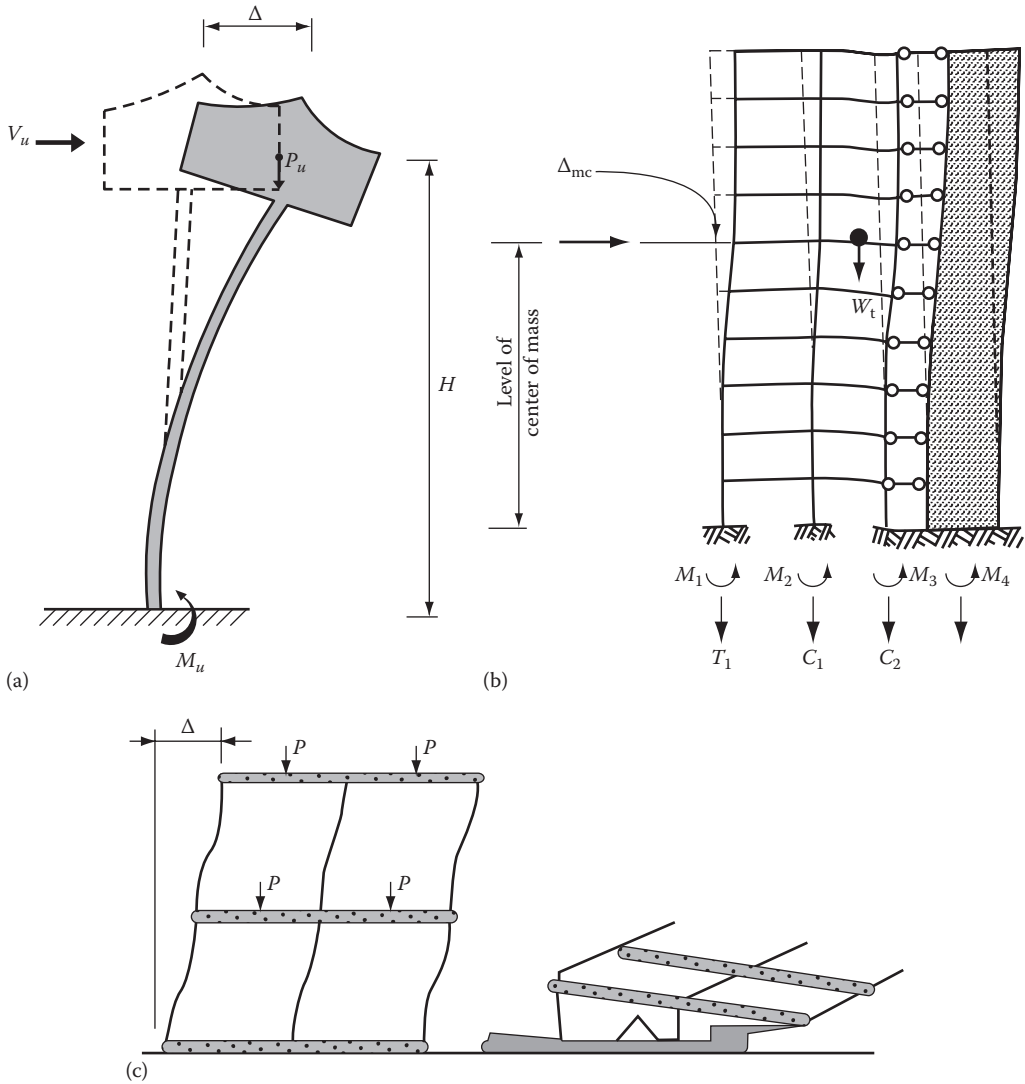 Δ
V_u
P_u
H
M_u
(a)
Δ_mc
W_t
Level of
center of mass
M_1 M_2 M_3 M_4
T_1 C_1 C_2
(b)
Δ
P P
P P
(c)